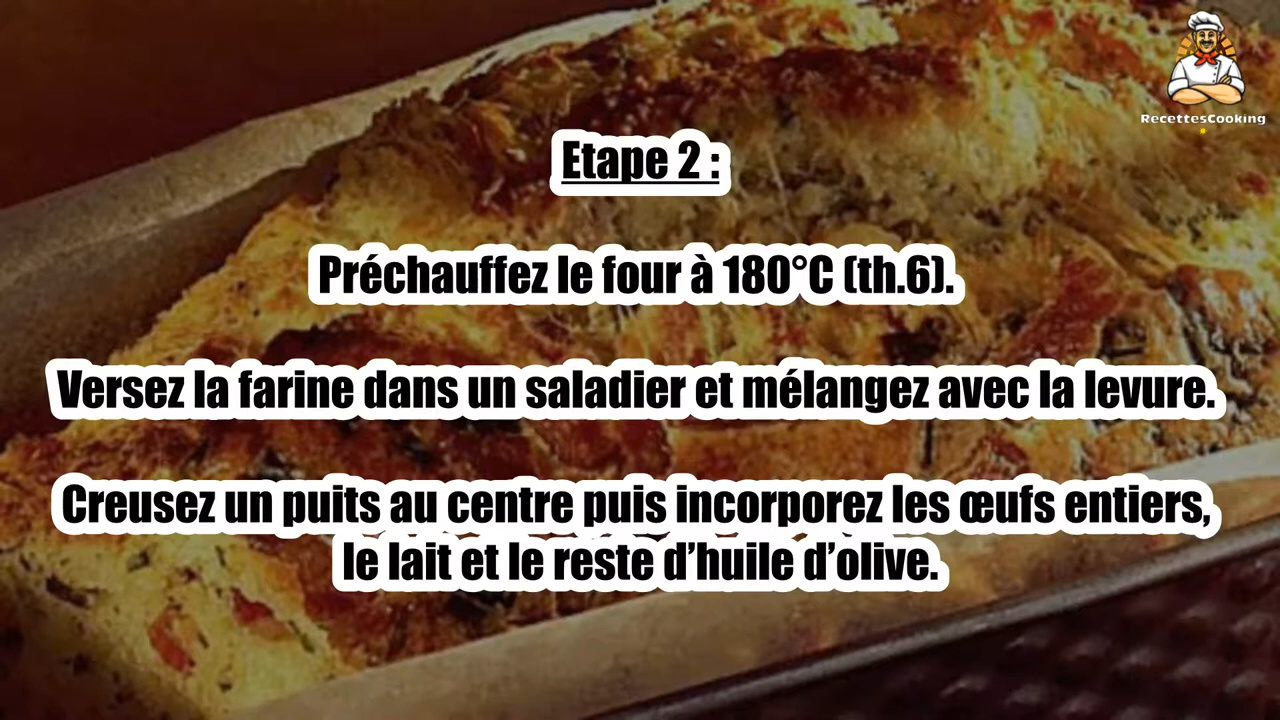 RecettesCooking
Etape 2 :
Préchauffez le four à 180°C (th.6).
Versez la farine dans un saladier et mélangez avec la levure.
Creusez un puits au centre puis incorporez les œufs entiers,
le lait et le reste d’huile d’olive.